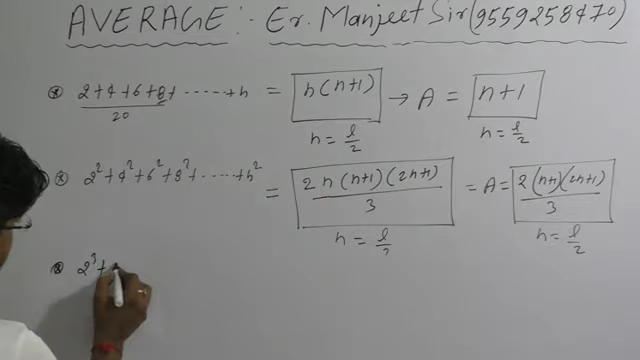 AVERAGE :- Er. Manjeet Sir (9559258470)
2+4+6+8+ ------+n = n(n+1) → A = n+1
20
n = l/2 n = l/2
2²+4²+6²+8²+ ------+n² = 2n(n+1)(2n+1)/3 = A = 2(n+1)(2n+1)/3
n = l/2 n = l/2
2³+